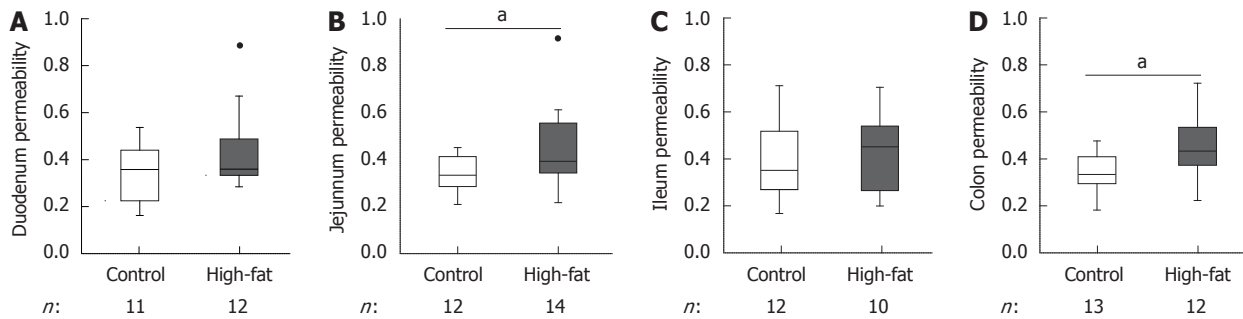 A
Duodenum permeability
1.0
0.8
0.6
0.4
0.2
0.0
Control High-fat
n: 11 12
B
Jejunnum permeability
1.0
0.8
0.6
0.4
0.2
0.0
a
Control High-fat
n: 12 14
C
Ileum permeability
1.0
0.8
0.6
0.4
0.2
0.0
Control High-fat
n: 12 10
D
Colon permeability
1.0
0.8
0.6
0.4
0.2
0.0
a
Control High-fat
n: 13 12